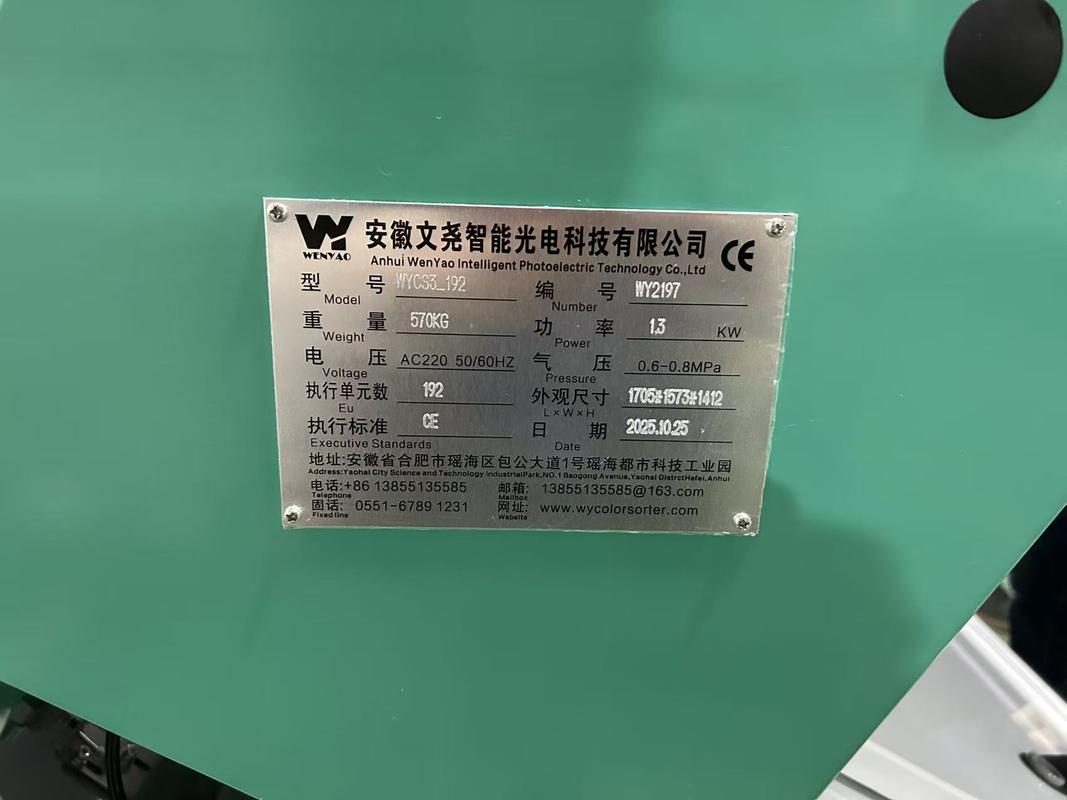 WENYAO
安徽文尧智能光电科技有限公司 CE
Anhui WenYao Intelligent Photoelectric Technology Co.,Ltd
型号 Model WYCS3_192 编号 Number WY2197
重量 Weight 570KG 功率 Power 1.3 KW
电压 Voltage AC220 50/60HZ 气压 Pressure 0.6-0.8MPa
执行单元数 Eu 192 外观尺寸 L×W×H 1705*1573*1412
执行标准 Executive Standards CE 日期 Date 2025.10.25
地址:安徽省合肥市瑶海区包公大道1号瑶海都市科技工业园
Address:Yaohai City Science and Technology IndustrialPark,NO.1 Baogong Avenue,Yaohai DistrctHefei,Anhui
电话:+86 13855135585 邮箱: 13855135585@163.com
Telephone Mailbox
固话: 0551-6789 1231 网址: www.wycolorsorter.com
Fixed line Website